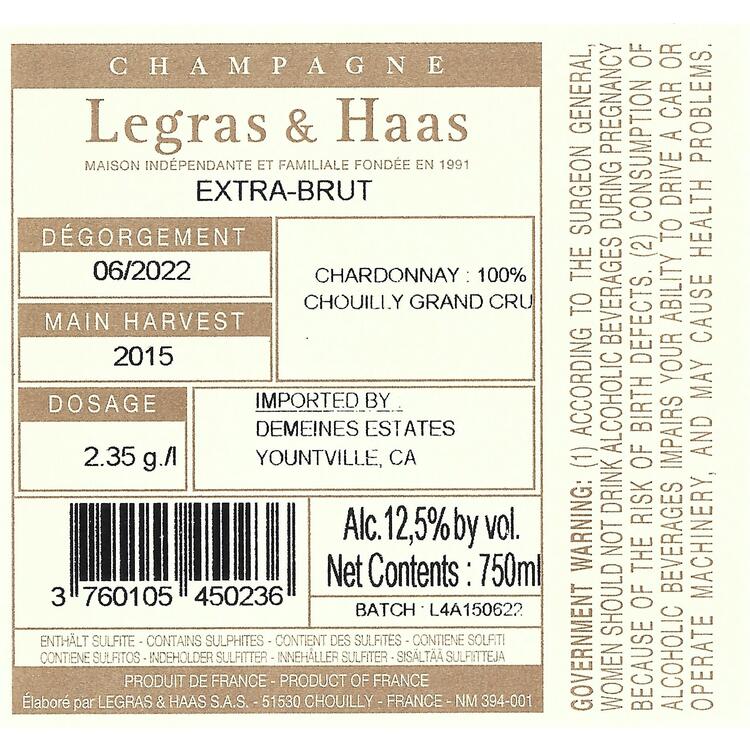 CHAMPAGNE
Legras & Haas
MAISON INDÉPENDANTE ET FAMILIALE FONDÉE EN 1991
EXTRA-BRUT
DÉGORGEMENT
06/2022
CHARDONNAY : 100%
CHOUILLY GRAND CRU
MAIN HARVEST
2015
DOSAGE
2.35 g./l
IMPORTED BY :
DEMEINES ESTATES
YOUNTVILLE, CA
3 760105 450236
Alc.12,5% by vol.
Net Contents : 750ml
BATCH : L4A150622
ENTHÄLT SULFITE - CONTAINS SULPHITES - CONTIENT DES SULFITES - CONTIENE SOLFITI
CONTIENE SULFITOS - INDEHOLDER SULFITTER - INNEHÅLLER SULFITER - SISÄLTÄÄ SULFIITTEJA
PRODUIT DE FRANCE - PRODUCT OF FRANCE
Élaboré par LEGRAS & HAAS S.A.S. - 51530 CHOUILLY - FRANCE - NM 394-001
GOVERNMENT WARNING: (1) ACCORDING TO THE SURGEON GENERAL,
WOMEN SHOULD NOT DRINK ALCOHOLIC BEVERAGES DURING PREGNANCY
BECAUSE OF THE RISK OF BIRTH DEFECTS. (2) CONSUMPTION OF
ALCOHOLIC BEVERAGES IMPAIRS YOUR ABILITY TO DRIVE A CAR OR
OPERATE MACHINERY, AND MAY CAUSE HEALTH PROBLEMS.